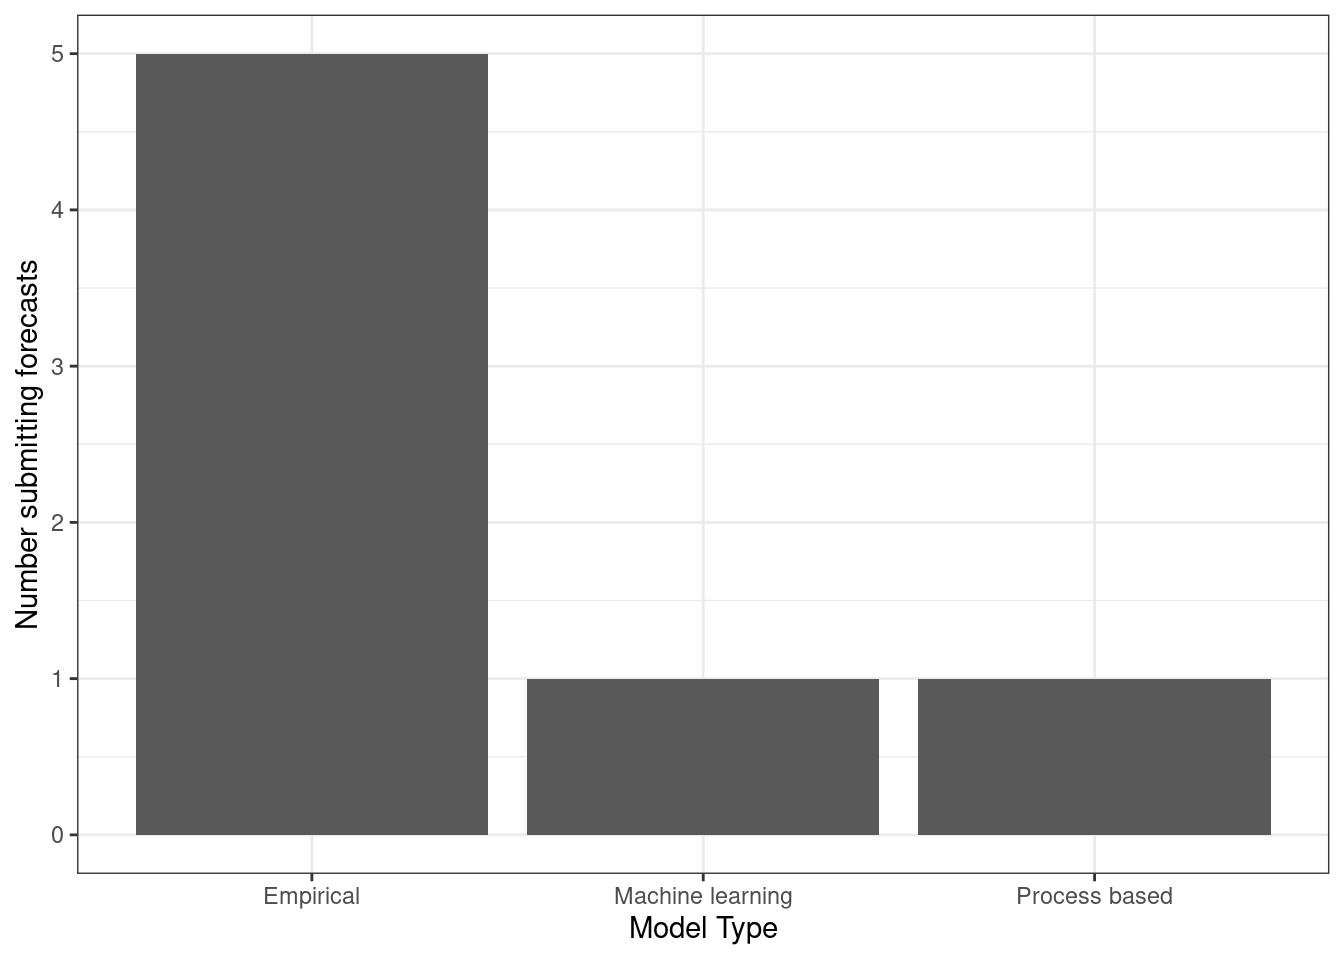 Number submitting forecasts
5
4
3
2
1
0
Empirical
Machine learning
Process based
Model Type